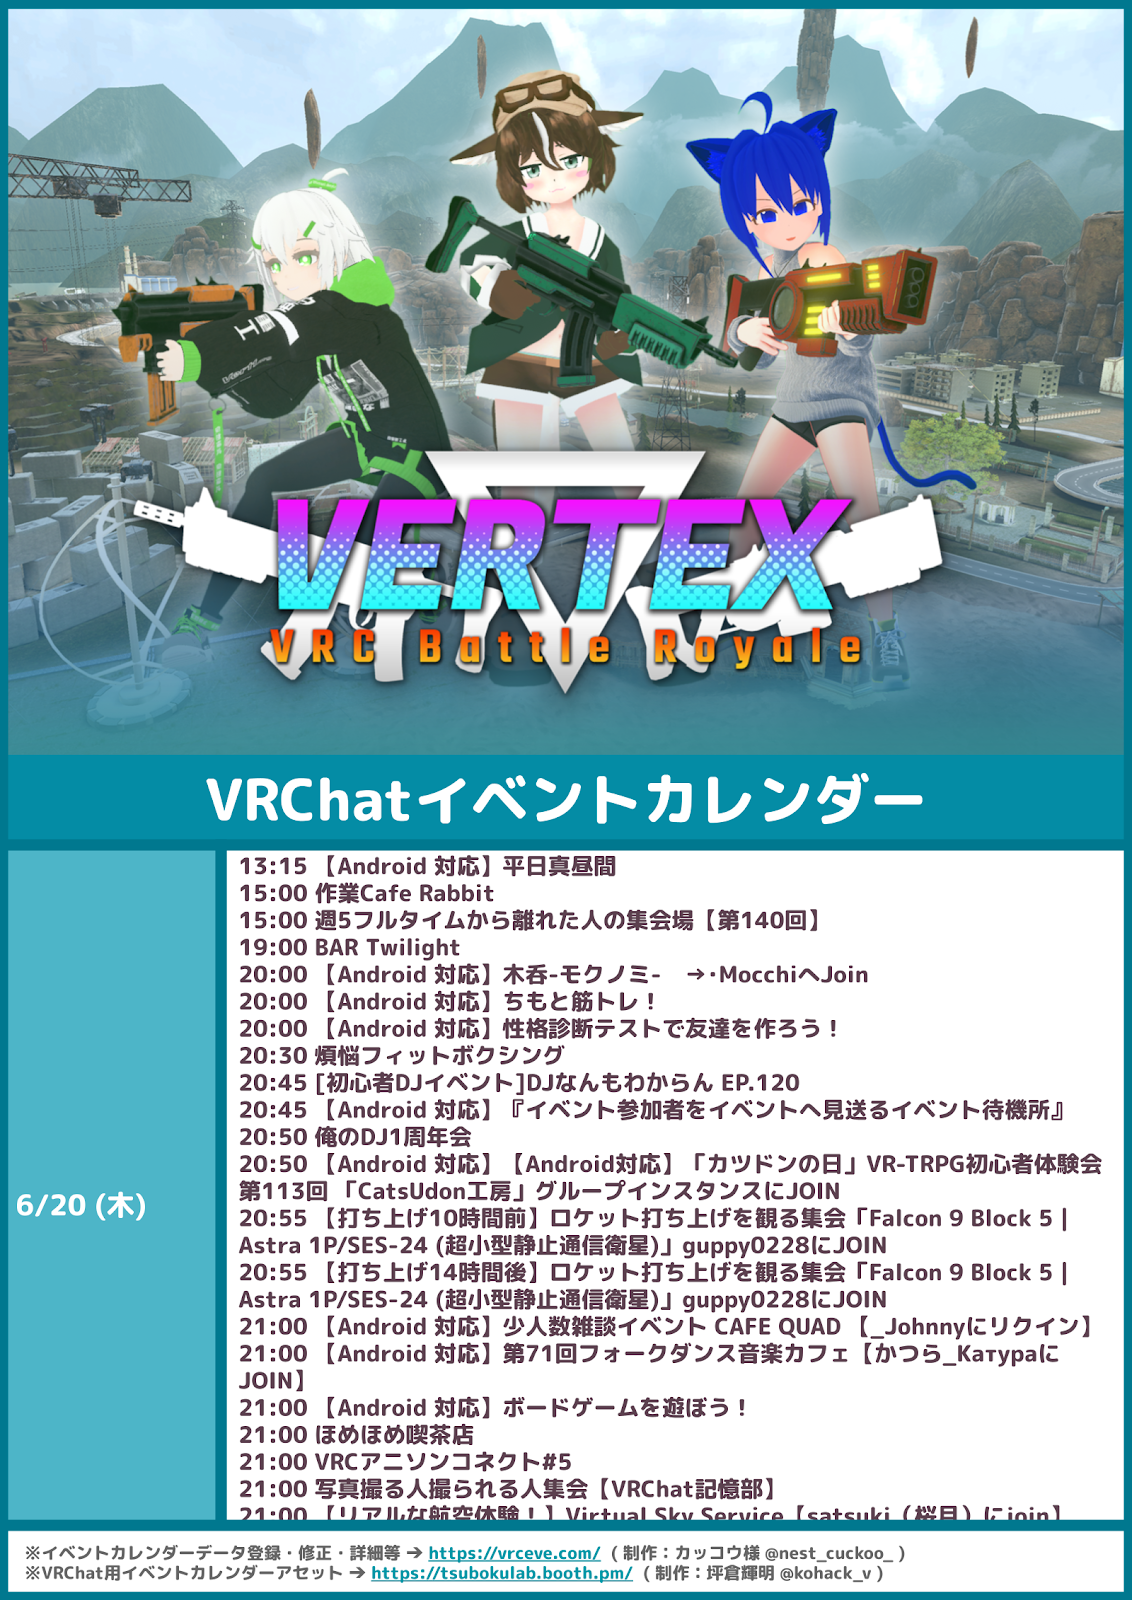 VERTEX
VRC Battle Royale
VRChatイベントカレンダー
6/20 (木)
13:15 【Android 対応】平日真昼間
15:00 作業Cafe Rabbit
15:00 週5フルタイムから離れた人の集会場【第140回】
19:00 BAR Twilight
20:00 【Android 対応】木呑-モクノミ-　→･MocchiへJoin
20:00 【Android 対応】ちもと筋トレ！
20:00 【Android 対応】性格診断テストで友達を作ろう！
20:30 煩悩フィットボクシング
20:45 [初心者DJイベント]DJなんもわからん EP.120
20:45 【Android 対応】『イベント参加者をイベントへ見送るイベント待機所』
20:50 俺のDJ1周年会
20:50 【Android 対応】【Android対応】「カツドンの日」VR-TRPG初心者体験会
第113回 「CatsUdon工房」グループインスタンスにJOIN
20:55 【打ち上げ10時間前】ロケット打ち上げを観る集会「Falcon 9 Block 5 |
Astra 1P/SES-24 (超小型静止通信衛星)」guppy0228にJOIN
20:55 【打ち上げ14時間後】ロケット打ち上げを観る集会「Falcon 9 Block 5 |
Astra 1P/SES-24 (超小型静止通信衛星)」guppy0228にJOIN
21:00 【Android 対応】少人数雑談イベント CAFE QUAD 【_Johnnyにリクイン】
21:00 【Android 対応】第71回フォークダンス音楽カフェ【かつら_Катураに
JOIN】
21:00 【Android 対応】ボードゲームを遊ぼう！
21:00 ほめほめ喫茶店
21:00 VRCアニソンコネクト#5
21:00 写真撮る人撮られる人集会【VRChat記憶部】
21:00 【リアルな航空体験！】Virtual Sky Service【satsuki（桜月）にjoin】
※イベントカレンダーデータ登録・修正・詳細等 → https://vrceve.com/ （制作：カッコウ様 @nest_cuckoo_ ）
※VRChat用イベントカレンダーアセット → https://tsubokulab.booth.pm/ （制作：坪倉輝明 @kohack_v ）